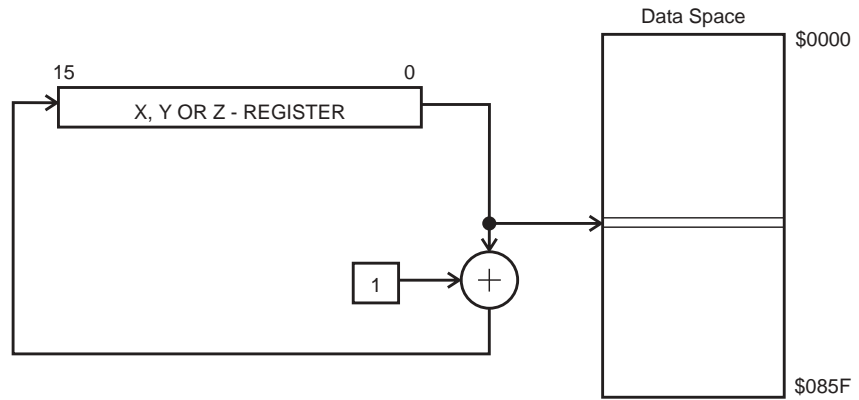 Data Space
$0000
15
0
X, Y OR Z - REGISTER
1
+
$085F